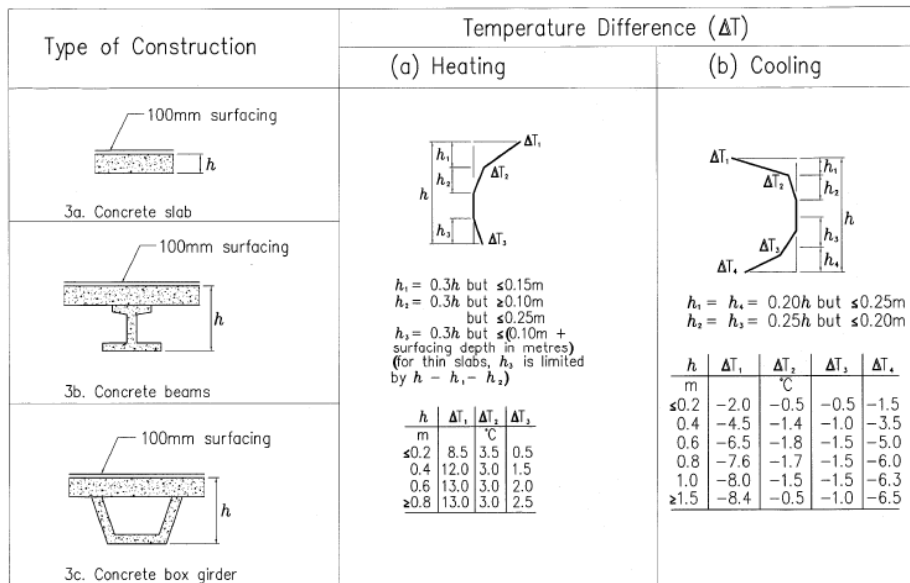 Type of Construction
Temperature Difference (ΔT)
(a) Heating
(b) Cooling
100mm surfacing
h
3a. Concrete slab
100mm surfacing
h
3b. Concrete beams
100mm surfacing
h
3c. Concrete box girder
h
h₁
h₂
h₃
ΔT₁
ΔT₂
ΔT₃
h₁ = 0.3h but ≤0.15m
h₂ = 0.3h but ≥0.10m
but ≤0.25m
h₃ = 0.3h but ≤(0.10m +
surfacing depth in metres)
(for thin slabs, h₃ is limited
by h − h₁− h₂)
h ΔT₁ ΔT₂ ΔT₃
m °C
≤0.2 8.5 3.5 0.5
0.4 12.0 3.0 1.5
0.6 13.0 3.0 2.0
≥0.8 13.0 3.0 2.5
ΔT₁
ΔT₂
ΔT₃
ΔT₄
h₁
h₂
h₃
h₄
h
h₁ = h₄ = 0.20h but ≤0.25m
h₂ = h₃ = 0.25h but ≤0.20m
h ΔT₁ ΔT₂ ΔT₃ ΔT₄
m °C
≤0.2 −2.0 −0.5 −0.5 −1.5
0.4 −4.5 −1.4 −1.0 −3.5
0.6 −6.5 −1.8 −1.5 −5.0
0.8 −7.6 −1.7 −1.5 −6.0
1.0 −8.0 −1.5 −1.5 −6.3
≥1.5 −8.4 −0.5 −1.0 −6.5